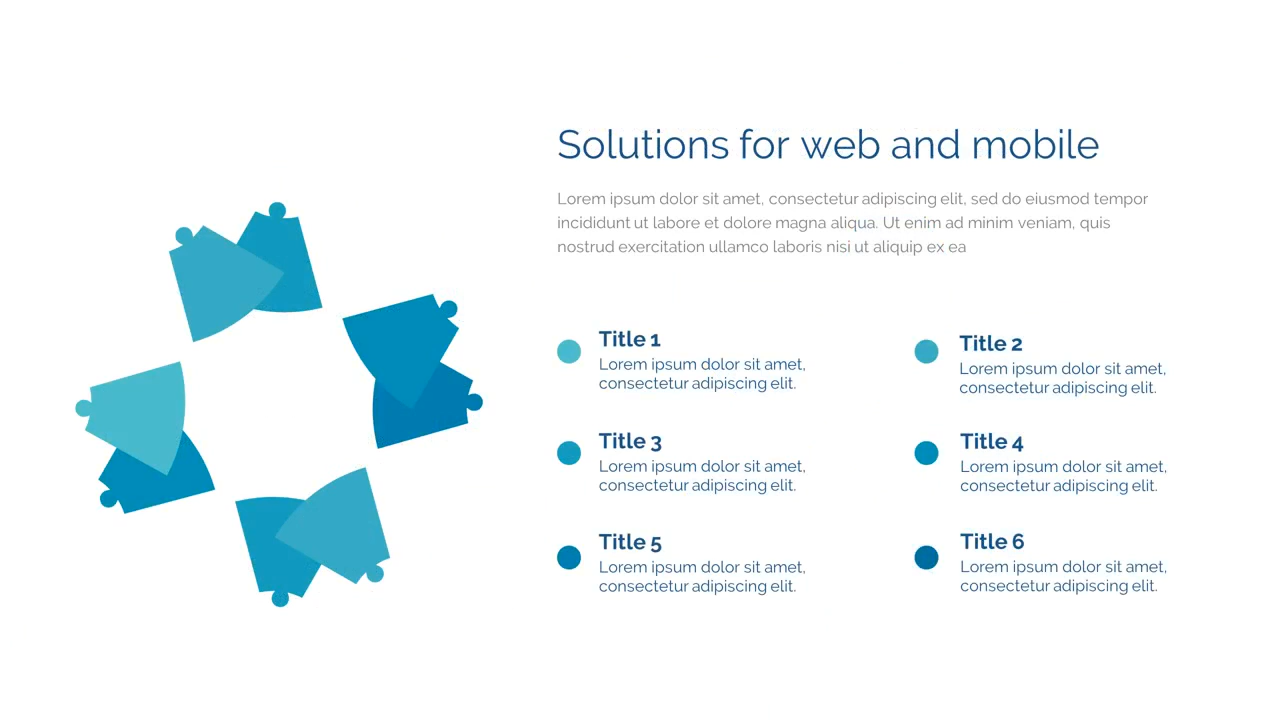 Solutions for web and mobile
Lorem ipsum dolor sit amet, consectetur adipiscing elit, sed do eiusmod tempor
incididunt ut labore et dolore magna aliqua. Ut enim ad minim veniam, quis
nostrud exercitation ullamco laboris nisi ut aliquip ex ea
Title 1
Lorem ipsum dolor sit amet,
consectetur adipiscing elit.
Title 2
Lorem ipsum dolor sit amet,
consectetur adipiscing elit.
Title 3
Lorem ipsum dolor sit amet,
consectetur adipiscing elit.
Title 4
Lorem ipsum dolor sit amet,
consectetur adipiscing elit.
Title 5
Lorem ipsum dolor sit amet,
consectetur adipiscing elit.
Title 6
Lorem ipsum dolor sit amet,
consectetur adipiscing elit.